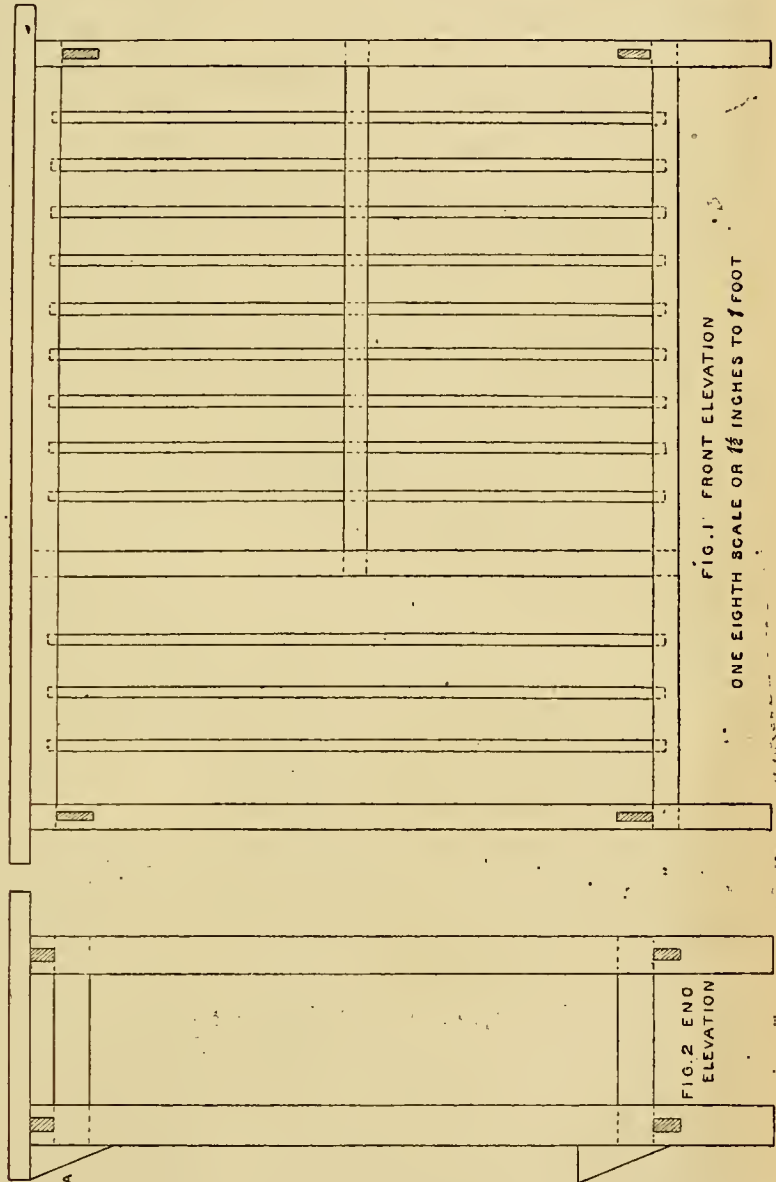 FIG.1 FRONT ELEVATION
ONE EIGHTH SCALE OR 1½ INCHES TO 1 FOOT
FIG.2 END
ELEVATION
A